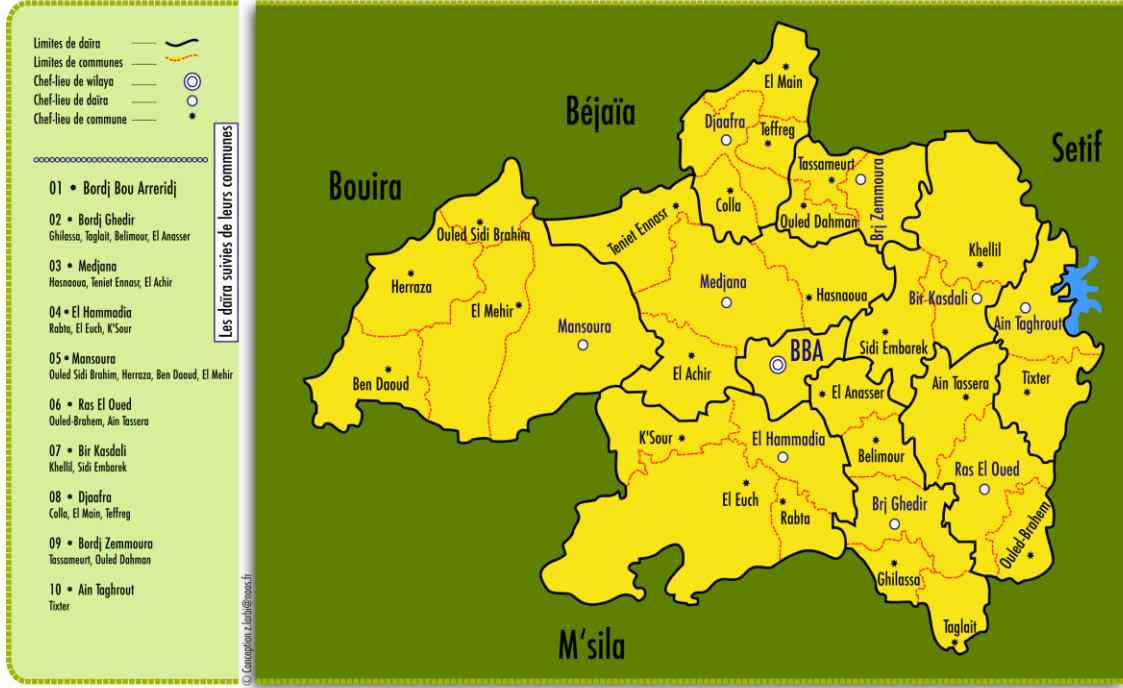 Limites de daïra
Limites de communes
Chef-lieu de wilaya
Chef-lieu de daïra
Chef-lieu de commune
Les daïra suivies de leurs communes
01 • Bordj Bou Arreridj
02 • Bordj Ghedir
Ghilassa, Taglait, Belimour, El Anasser
03 • Medjana
Hasnaoua, Teniet Ennasr, El Achir
04 • El Hammadia
Rabta, El Euch, K'Sour
05 • Mansoura
Ouled Sidi Brahim, Herraza, Ben Daoud, El Mehir
06 • Ras El Oued
Ouled-Brahem, Ain Tassera
07 • Bir Kasdali
Khellil, Sidi Embarek
08 • Djaafra
Colla, El Main, Teffreg
09 • Bordj Zemmoura
Tassameurt, Ouled Dahman
10 • Ain Taghrout
Tixter
© Conception z.larbi@noos.fr
Béjaïa
Setif
Bouira
M'sila
El Main
Djaafra
Teffreg
Tassameurt
Brj Zemmoura
Colla
Ouled Dahman
Teniet Ennasr
Ouled Sidi Brahim
Khellil
Herraza
Medjana
Hasnaoua
Bir Kasdali
El Mehir
Mansoura
Ain Taghrout
BBA
Sidi Embarek
El Achir
Ben Daoud
El Anasser
Ain Tassera
Tixter
K'Sour
El Hammadia
Belimour
Ras El Oued
El Euch
Rabta
Brj Ghedir
Ouled-Brahem
Ghilassa
Taglait